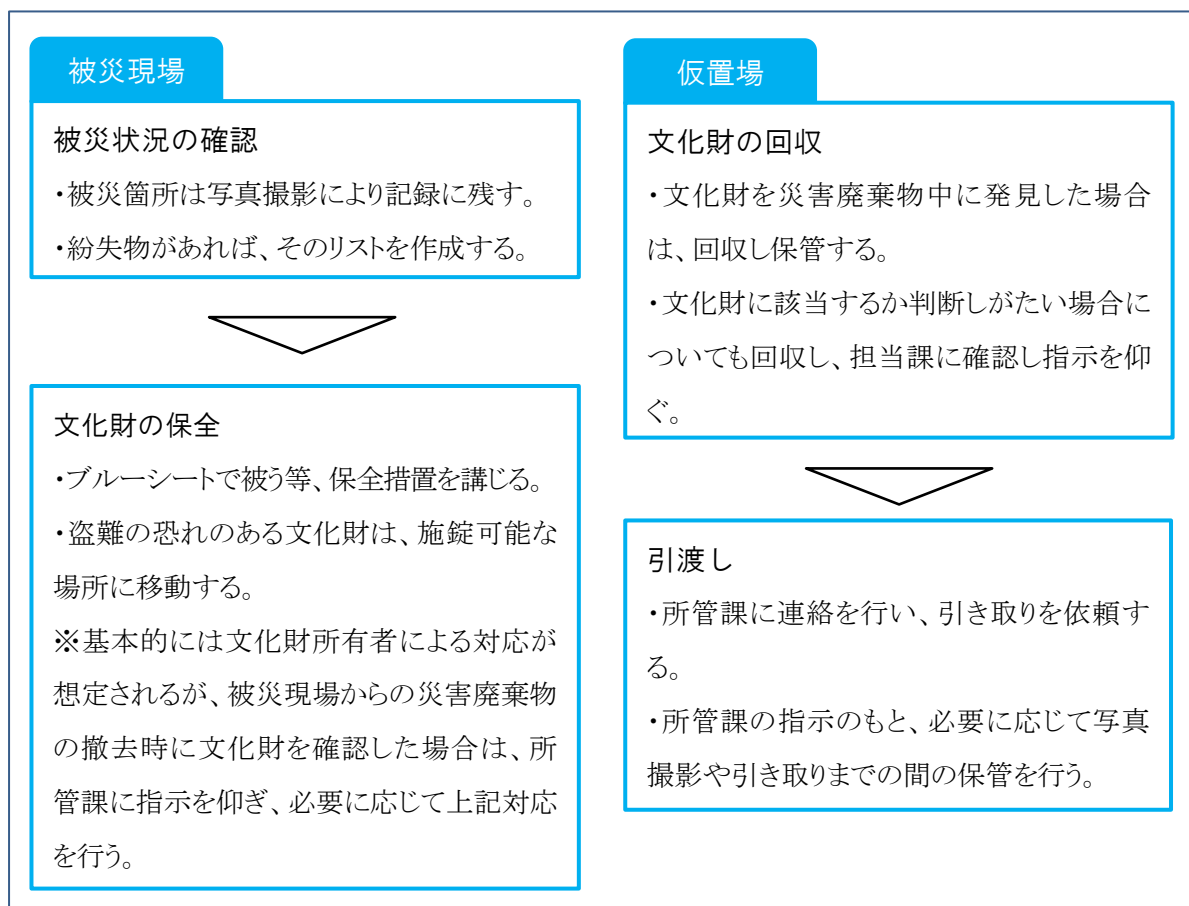 被災現場
被災状況の確認
・被災箇所は写真撮影により記録に残す。
・紛失物があれば、そのリストを作成する。
文化財の保全
・ブルーシートで被う等、保全措置を講じる。
・盗難の恐れのある文化財は、施錠可能な
場所に移動する。
※基本的には文化財所有者による対応が
想定されるが、被災現場からの災害廃棄物
の撤去時に文化財を確認した場合は、所
管課に指示を仰ぎ、必要に応じて上記対応
を行う。
仮置場
文化財の回収
・文化財を災害廃棄物中に発見した場合
は、回収し保管する。
・文化財に該当するか判断しがたい場合に
ついても回収し、担当課に確認し指示を仰
ぐ。
引渡し
・所管課に連絡を行い、引き取りを依頼す
る。
・所管課の指示のもと、必要に応じて写真
撮影や引き取りまでの間の保管を行う。